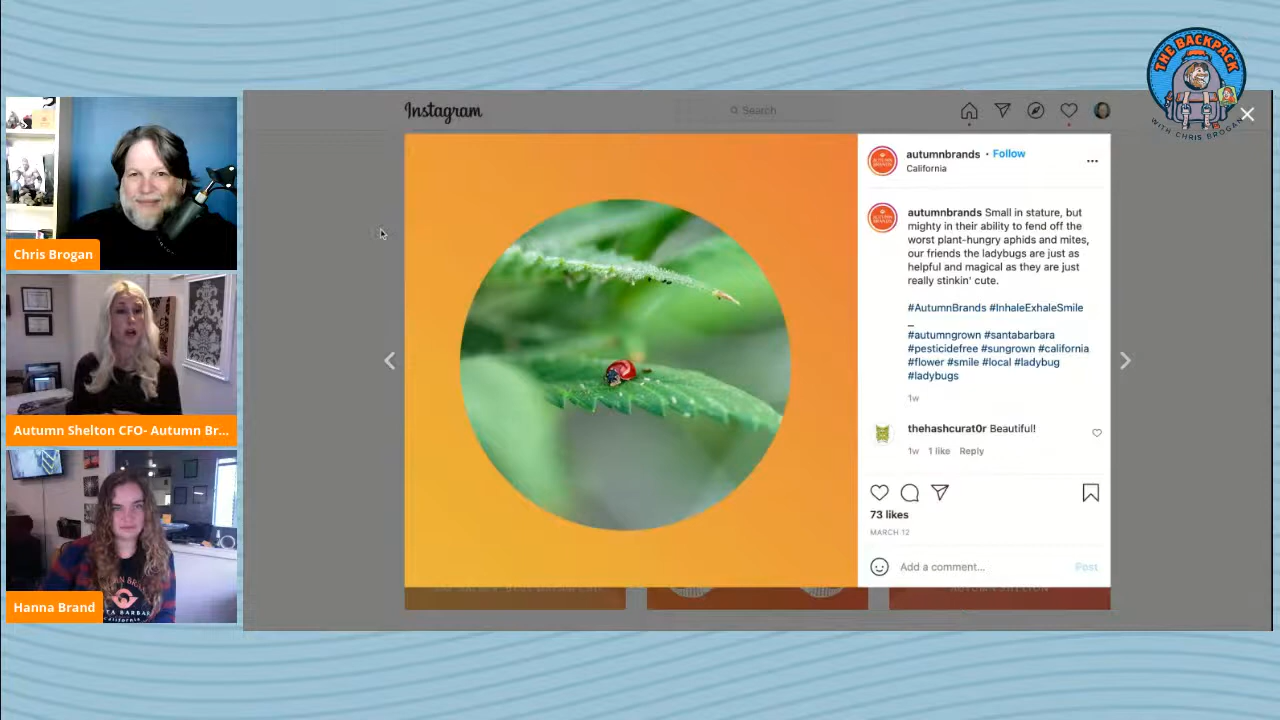 THE BACKPACK
WITH CHRIS BROGAN
Instagram
Search
autumnbrands • Follow
California
autumnbrands Small in stature, but
mighty in their ability to fend off the
worst plant-hungry aphids and mites,
our friends the ladybugs are just as
helpful and magical as they are just
really stinkin' cute.
#AutumnBrands #InhaleExhaleSmile
_
#autumngrown #santabarbara
#pesticidefree #sungrown #california
#flower #smile #local #ladybug
#ladybugs
1w
thehashcurat0r Beautiful!
1w 1 like Reply
73 likes
MARCH 12
Add a comment... Post
AUTUMN SHELTON
Chris Brogan
Autumn Shelton CFO- Autumn Br...
Hanna Brand